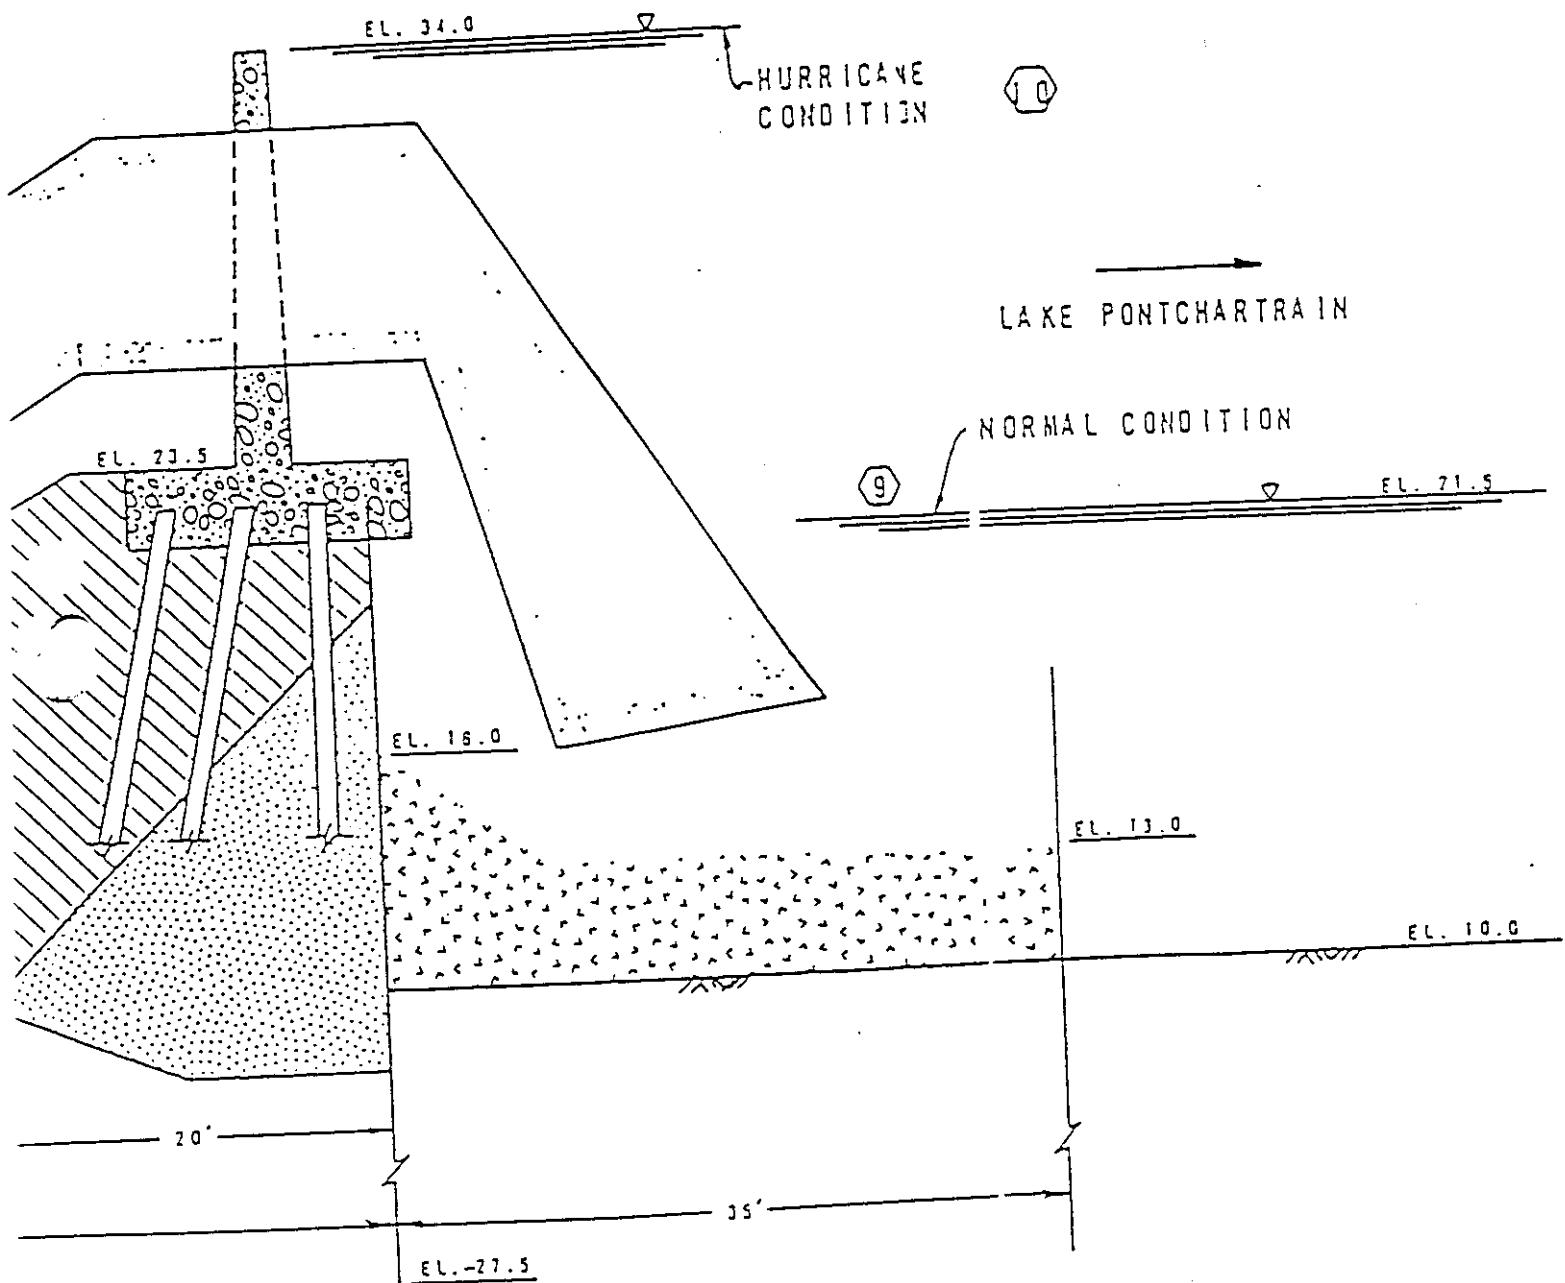 EL. 34.0
HURRICANE
CONDITION
10
LAKE PONTCHARTRAIN
NORMAL CONDITION
EL. 23.5
9
EL. 21.5
EL. 16.0
EL. 13.0
EL. 10.0
20'
35'
EL.-27.5